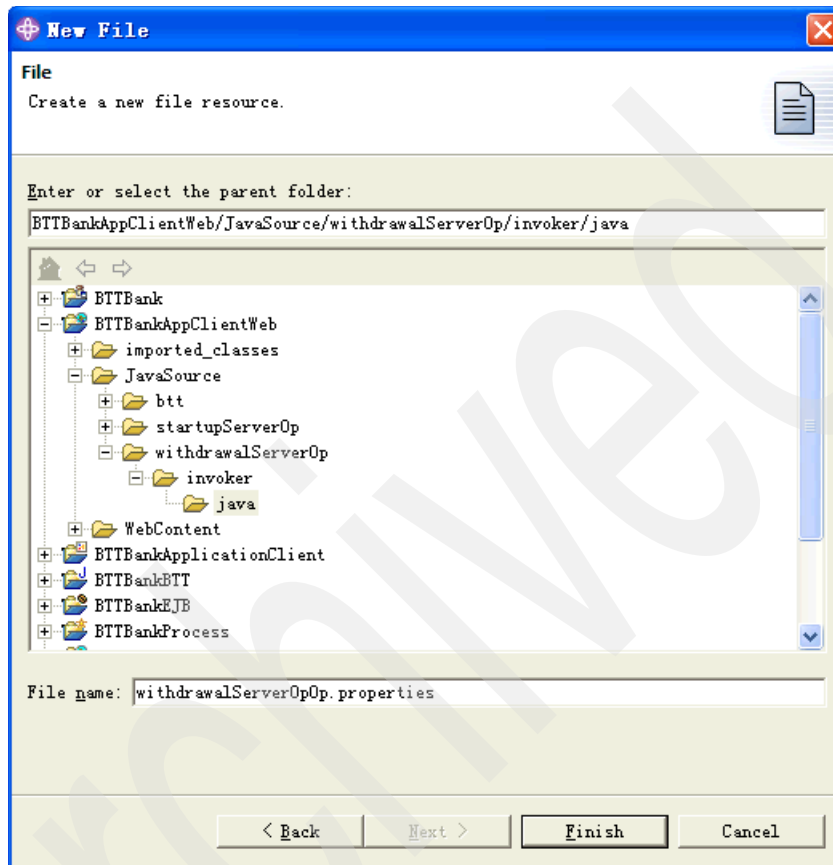 New File
File
Create a new file resource.
Enter or select the parent folder:
BTTBankAppClientWeb/JavaSource/withdrawalServerOp/invoker/java
BTTBank
BTTBankAppClientWeb
imported_classes
JavaSource
btt
startupServerOp
withdrawalServerOp
invoker
java
WebContent
BTTBankApplicationClient
BTTBankBTT
BTTBankEJB
BTTBankProcess
File name: withdrawalServerOpOp.properties
< Back Next > Finish Cancel
Archived